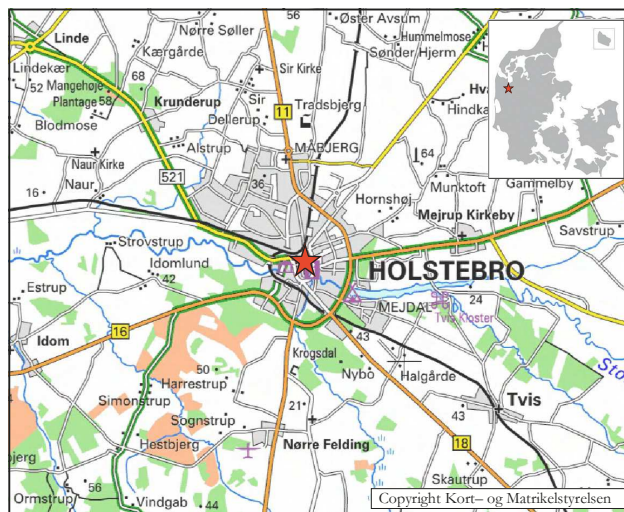 56
Øster Avsum
Linde
Nørre Søller
Hummelmose
Kærgårde
Sønder Hjerm
Lindekær
Sir Kirke
52
Mangehøje
68
Plantage
58
Sir
Krunderup
11
Tradsbjerg
Hindka
Dellerup
Blodmose
Alstrup
MÅBJERG
64
Naur Kirke
521
36
Munktoft
Gammelby
16
Naur
Hornshøj
Mejrup Kirkeby
Savstrup
Strovstrup
Idomlund
HOLSTEBRO
42
Estrup
24
MEJDAL
Tvis Kloster
16
43
Idom
Krogsdal
50
Nybo
Halgårde
Harrestrup
Simonstrup
21
43
Tvis
Sognstrup
Hestbjerg
Nørre Felding
18
bjerg
Skautrup
56
Ormstrup
Vindgab
44
Copyright Kort– og Matrikelstyrelsen